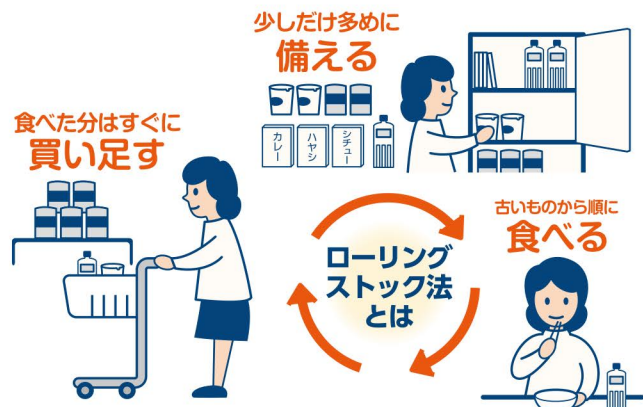 少しだけ多めに
備える
カレー
ハヤシ
シチュー
古いものから順に
食べる
食べた分はすぐに
買い足す
ローリング
ストック法
とは